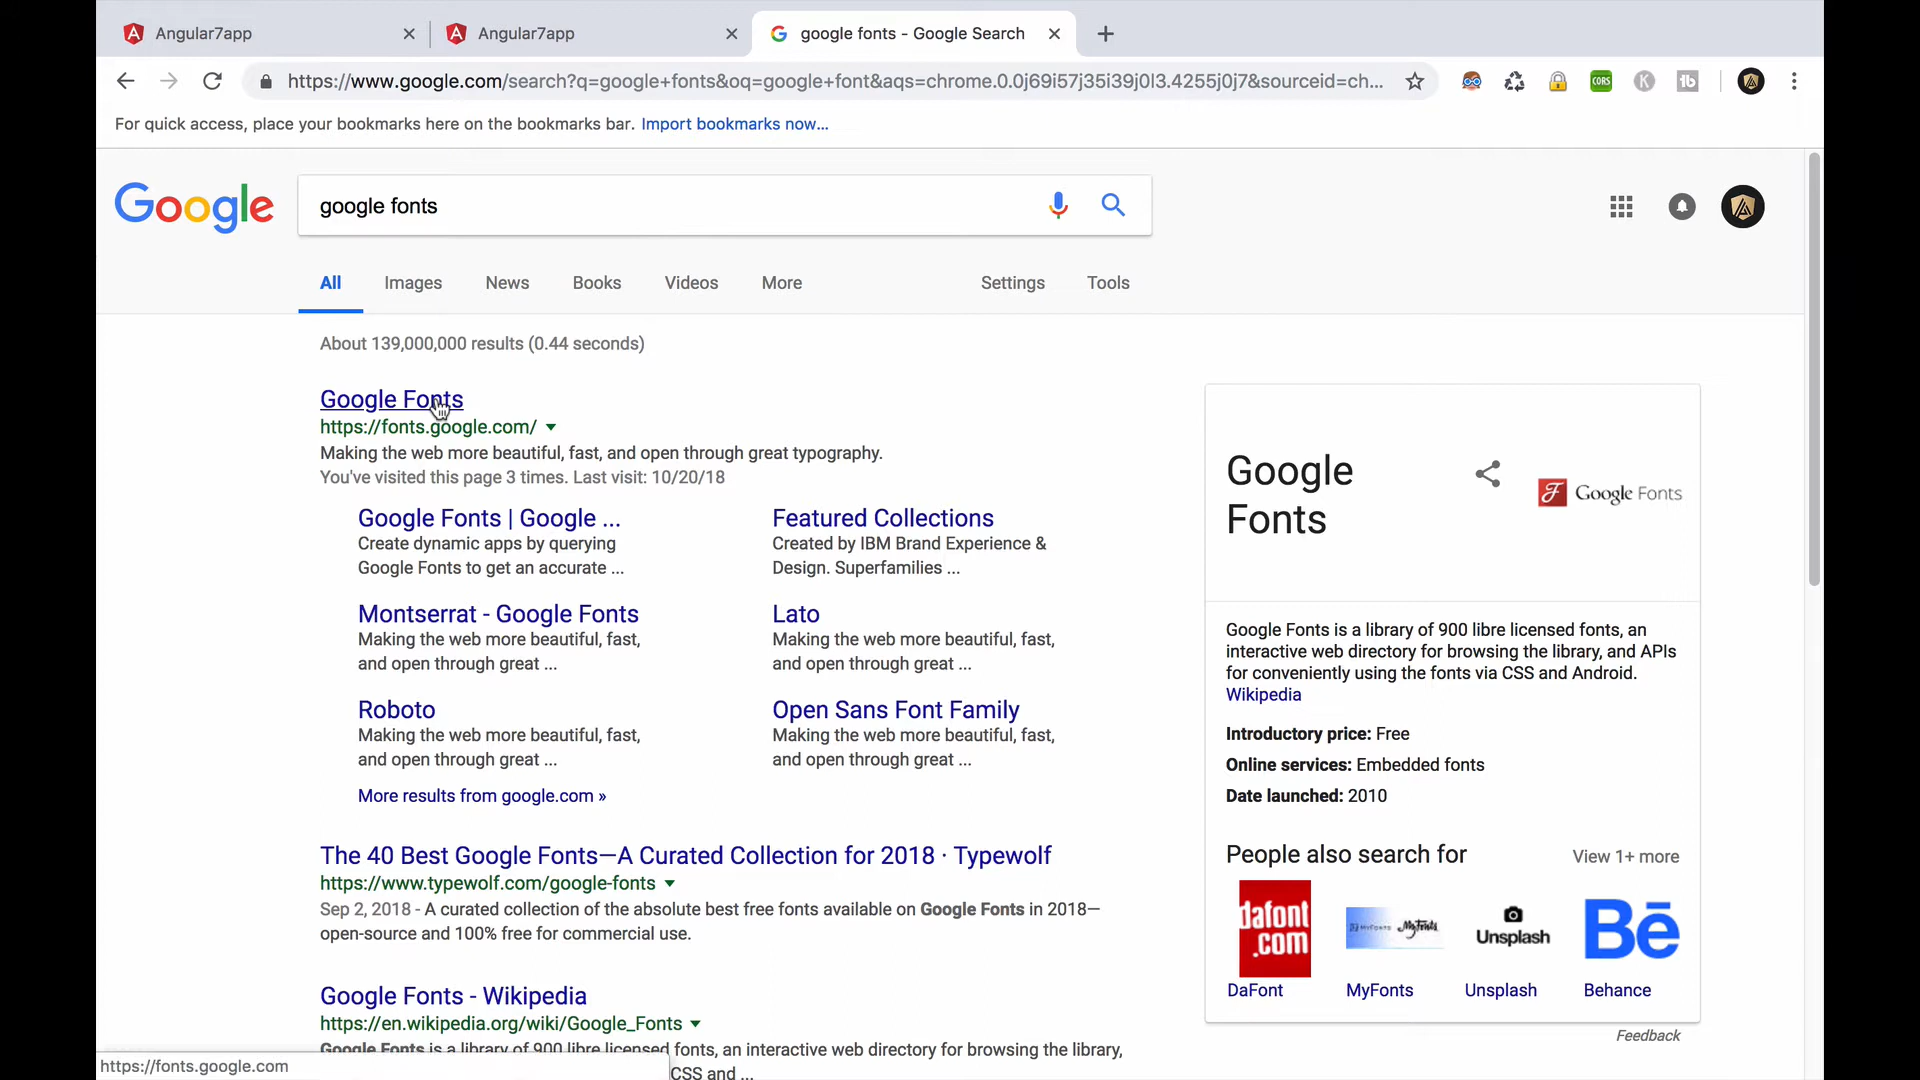 Angular7app
Angular7app
google fonts - Google Search
https://www.google.com/search?q=google+fonts&oq=google+font&aqs=chrome.0.0j69i57j35i39j0l3.4255j0j7&sourceid=ch...
CORS
K
tb
For quick access, place your bookmarks here on the bookmarks bar. Import bookmarks now...
Google
google fonts
All Images News Books Videos More Settings Tools
About 139,000,000 results (0.44 seconds)
Google Fonts
https://fonts.google.com/
Making the web more beautiful, fast, and open through great typography.
You've visited this page 3 times. Last visit: 10/20/18
Google Fonts | Google ...
Create dynamic apps by querying
Google Fonts to get an accurate ...
Featured Collections
Created by IBM Brand Experience &
Design. Superfamilies ...
Montserrat - Google Fonts
Making the web more beautiful, fast,
and open through great ...
Lato
Making the web more beautiful, fast,
and open through great ...
Roboto
Making the web more beautiful, fast,
and open through great ...
Open Sans Font Family
Making the web more beautiful, fast,
and open through great ...
More results from google.com »
The 40 Best Google Fonts—A Curated Collection for 2018 · Typewolf
https://www.typewolf.com/google-fonts
Sep 2, 2018 - A curated collection of the absolute best free fonts available on Google Fonts in 2018—
open-source and 100% free for commercial use.
Google Fonts - Wikipedia
https://en.wikipedia.org/wiki/Google_Fonts
Google Fonts is a library of 900 libre licensed fonts, an interactive web directory for browsing the library,
CSS and ...
https://fonts.google.com
Google
Fonts
Google Fonts
Google Fonts is a library of 900 libre licensed fonts, an
interactive web directory for browsing the library, and APIs
for conveniently using the fonts via CSS and Android.
Wikipedia
Introductory price: Free
Online services: Embedded fonts
Date launched: 2010
People also search for
View 1+ more
dafont
.com
MyFonts
Unsplash
Bē
DaFont
MyFonts
Unsplash
Behance
Feedback